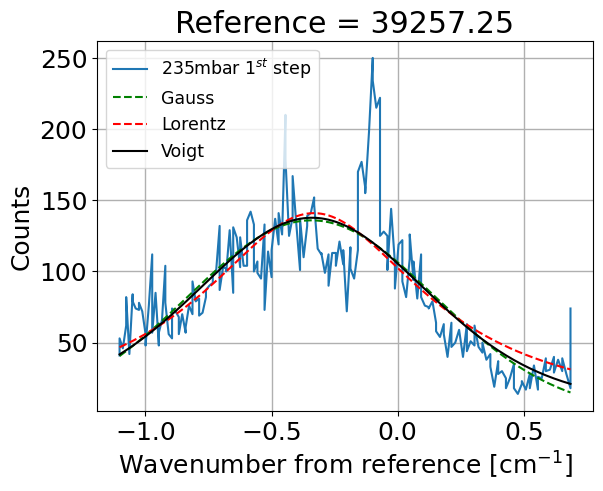 Reference = 39257.25
235mbar 1st step
Gauss
Lorentz
Voigt
Counts
250
200
150
100
50
−1.0 −0.5 0.0 0.5
Wavenumber from reference [cm⁻¹]